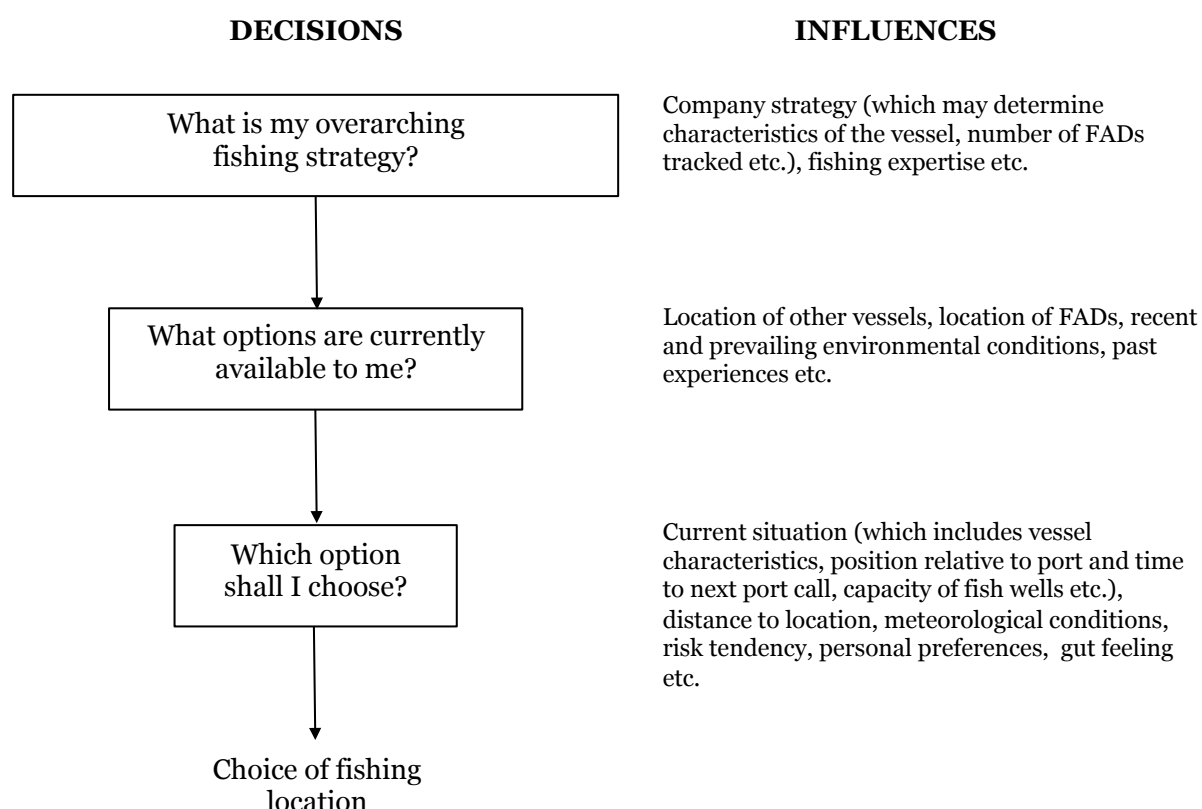 DECISIONS
INFLUENCES
What is my overarching
fishing strategy?
Company strategy (which may determine
characteristics of the vessel, number of FADs
tracked etc.), fishing expertise etc.
What options are currently
available to me?
Location of other vessels, location of FADs, recent
and prevailing environmental conditions, past
experiences etc.
Which option
shall I choose?
Current situation (which includes vessel
characteristics, position relative to port and time
to next port call, capacity of fish wells etc.),
distance to location, meteorological conditions,
risk tendency, personal preferences,  gut feeling
etc.
Choice of fishing
location